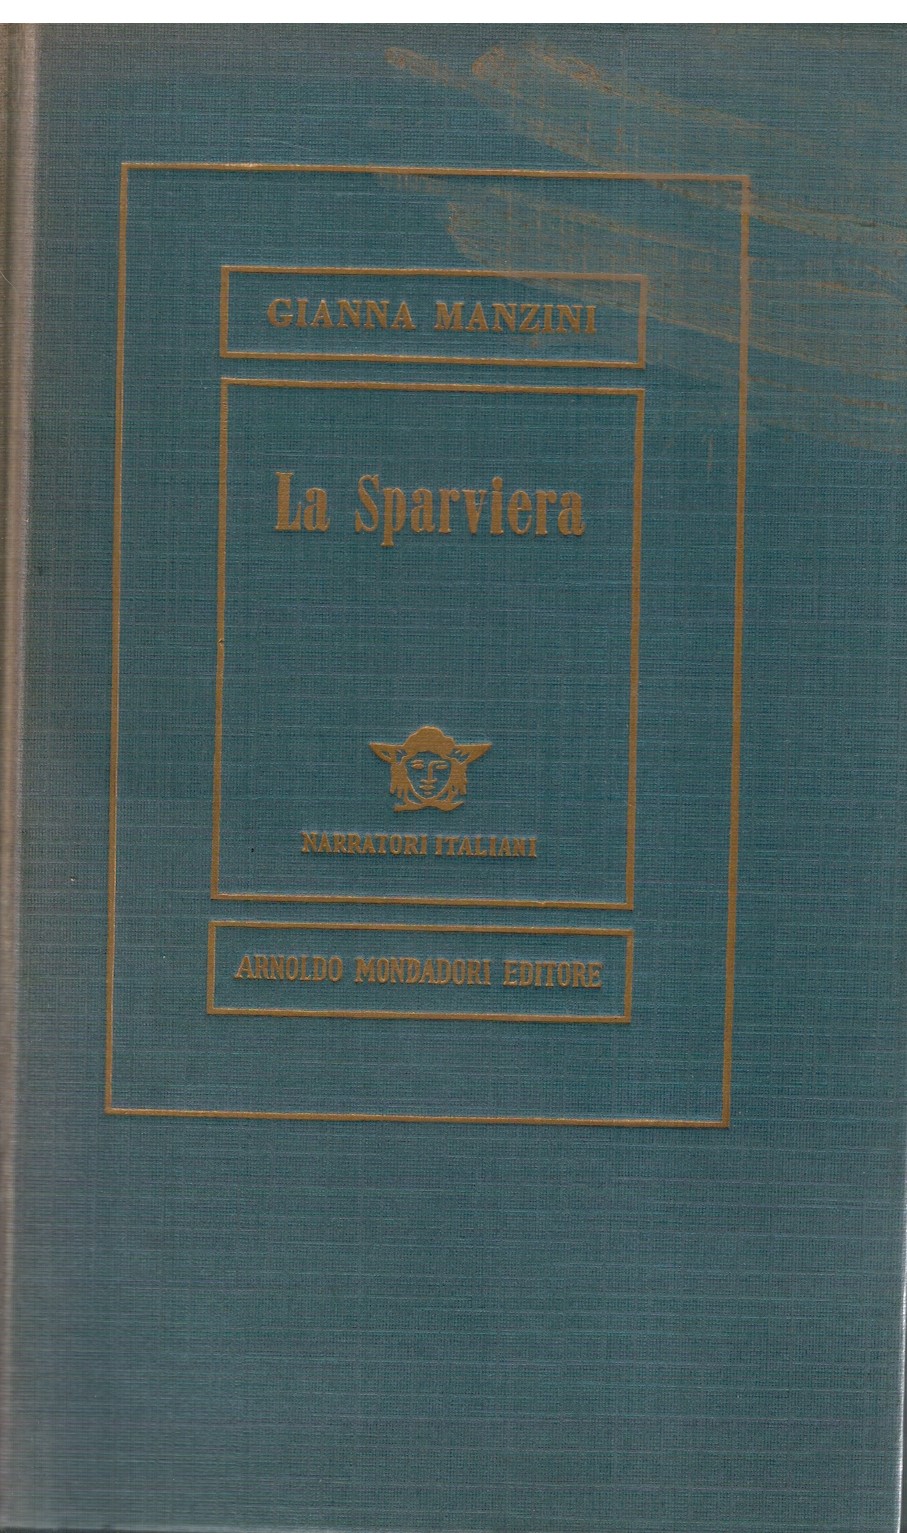 GIANNA MANZINI
La Sparviera
NARRATORI ITALIANI
ARNOLDO MONDADORI EDITORE